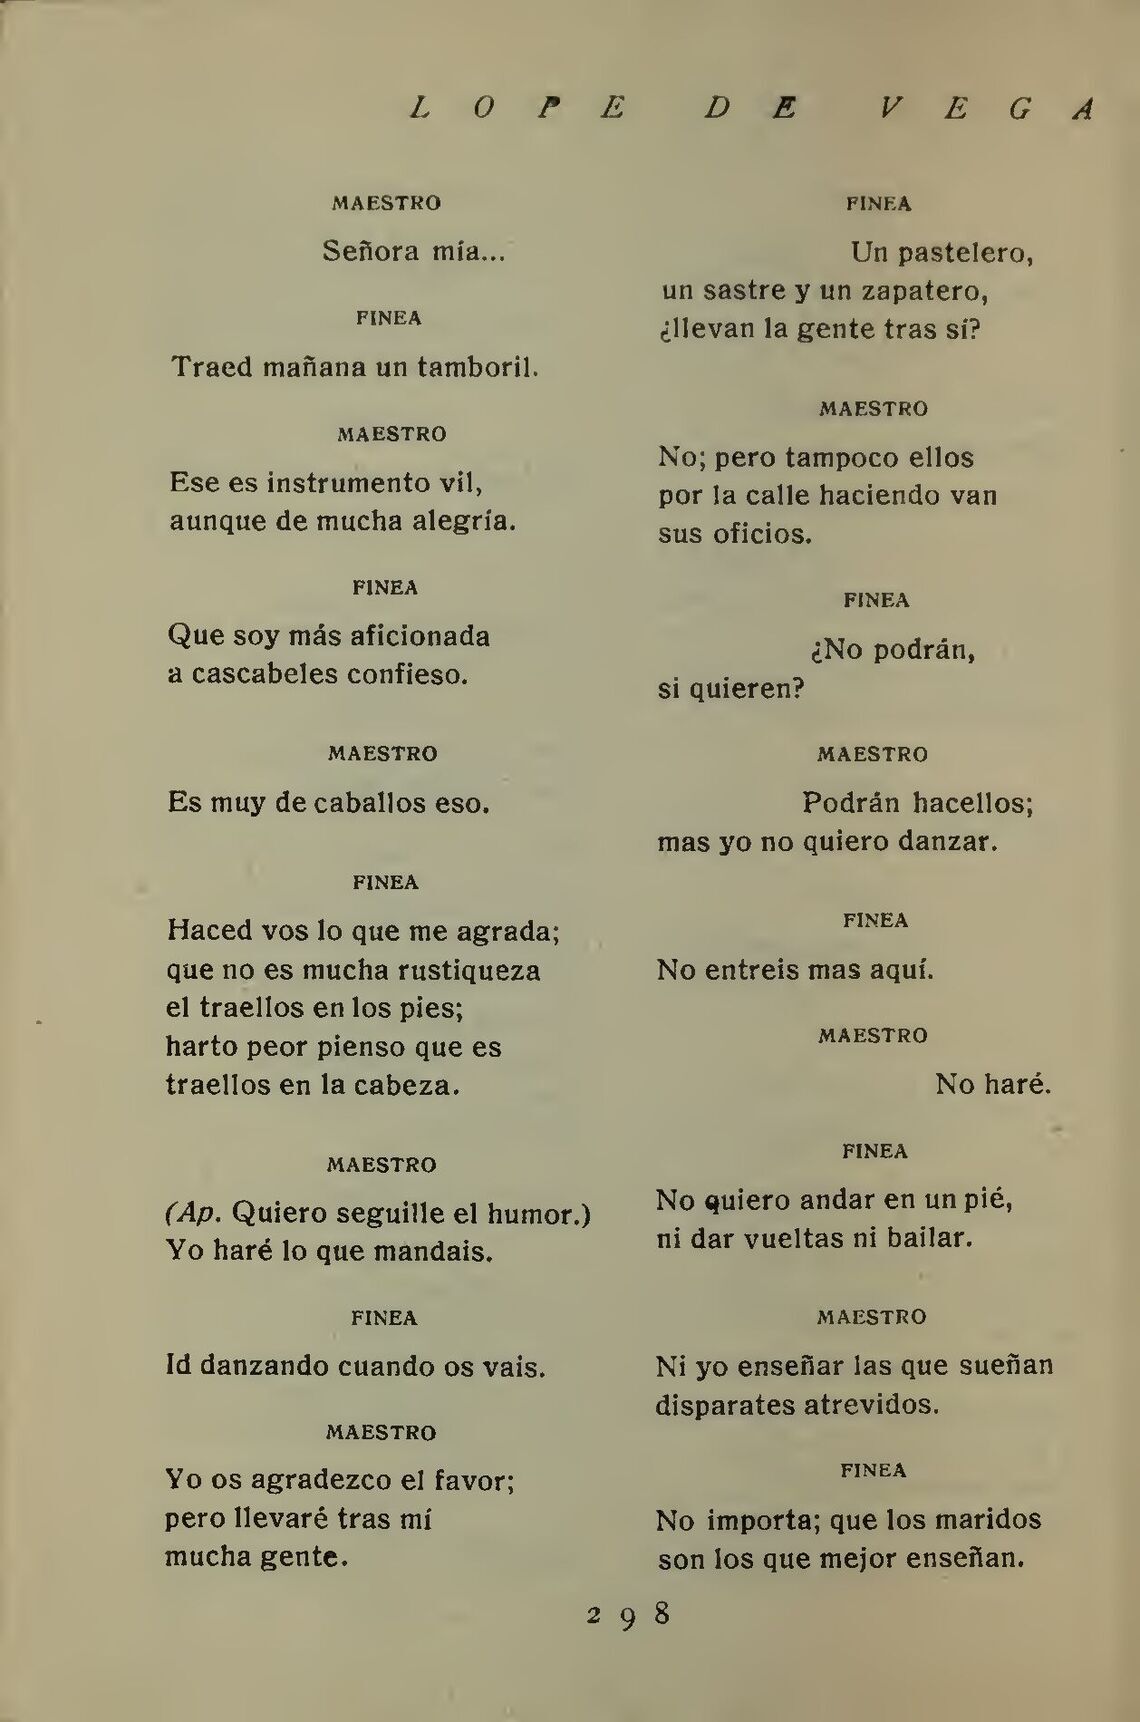 LOPE DE VEGA
MAESTRO
Señora mía...
FINEA
Traed mañana un tamboril.
MAESTRO
Ese es instrumento vil,
aunque de mucha alegría.
FINEA
Que soy más aficionada
a cascabeles confieso.
MAESTRO
Es muy de caballos eso.
FINEA
Haced vos lo que me agrada;
que no es mucha rustiqueza
el traellos en los pies;
harto peor pienso que es
traellos en la cabeza.
MAESTRO
(Ap. Quiero seguille el humor.)
Yo haré lo que mandais.
FINEA
Id danzando cuando os vais.
MAESTRO
Yo os agradezco el favor;
pero llevaré tras mí
mucha gente.
FINEA
Un pastelero,
un sastre y un zapatero,
¿llevan la gente tras sí?
MAESTRO
No; pero tampoco ellos
por la calle haciendo van
sus oficios.
FINEA
¿No podrán,
si quieren?
MAESTRO
Podrán hacellos;
mas yo no quiero danzar.
FINEA
No entreis mas aquí.
MAESTRO
No haré.
FINEA
No quiero andar en un pié,
ni dar vueltas ni bailar.
MAESTRO
Ni yo enseñar las que sueñan
disparates atrevidos.
FINEA
No importa; que los maridos
son los que mejor enseñan.
298